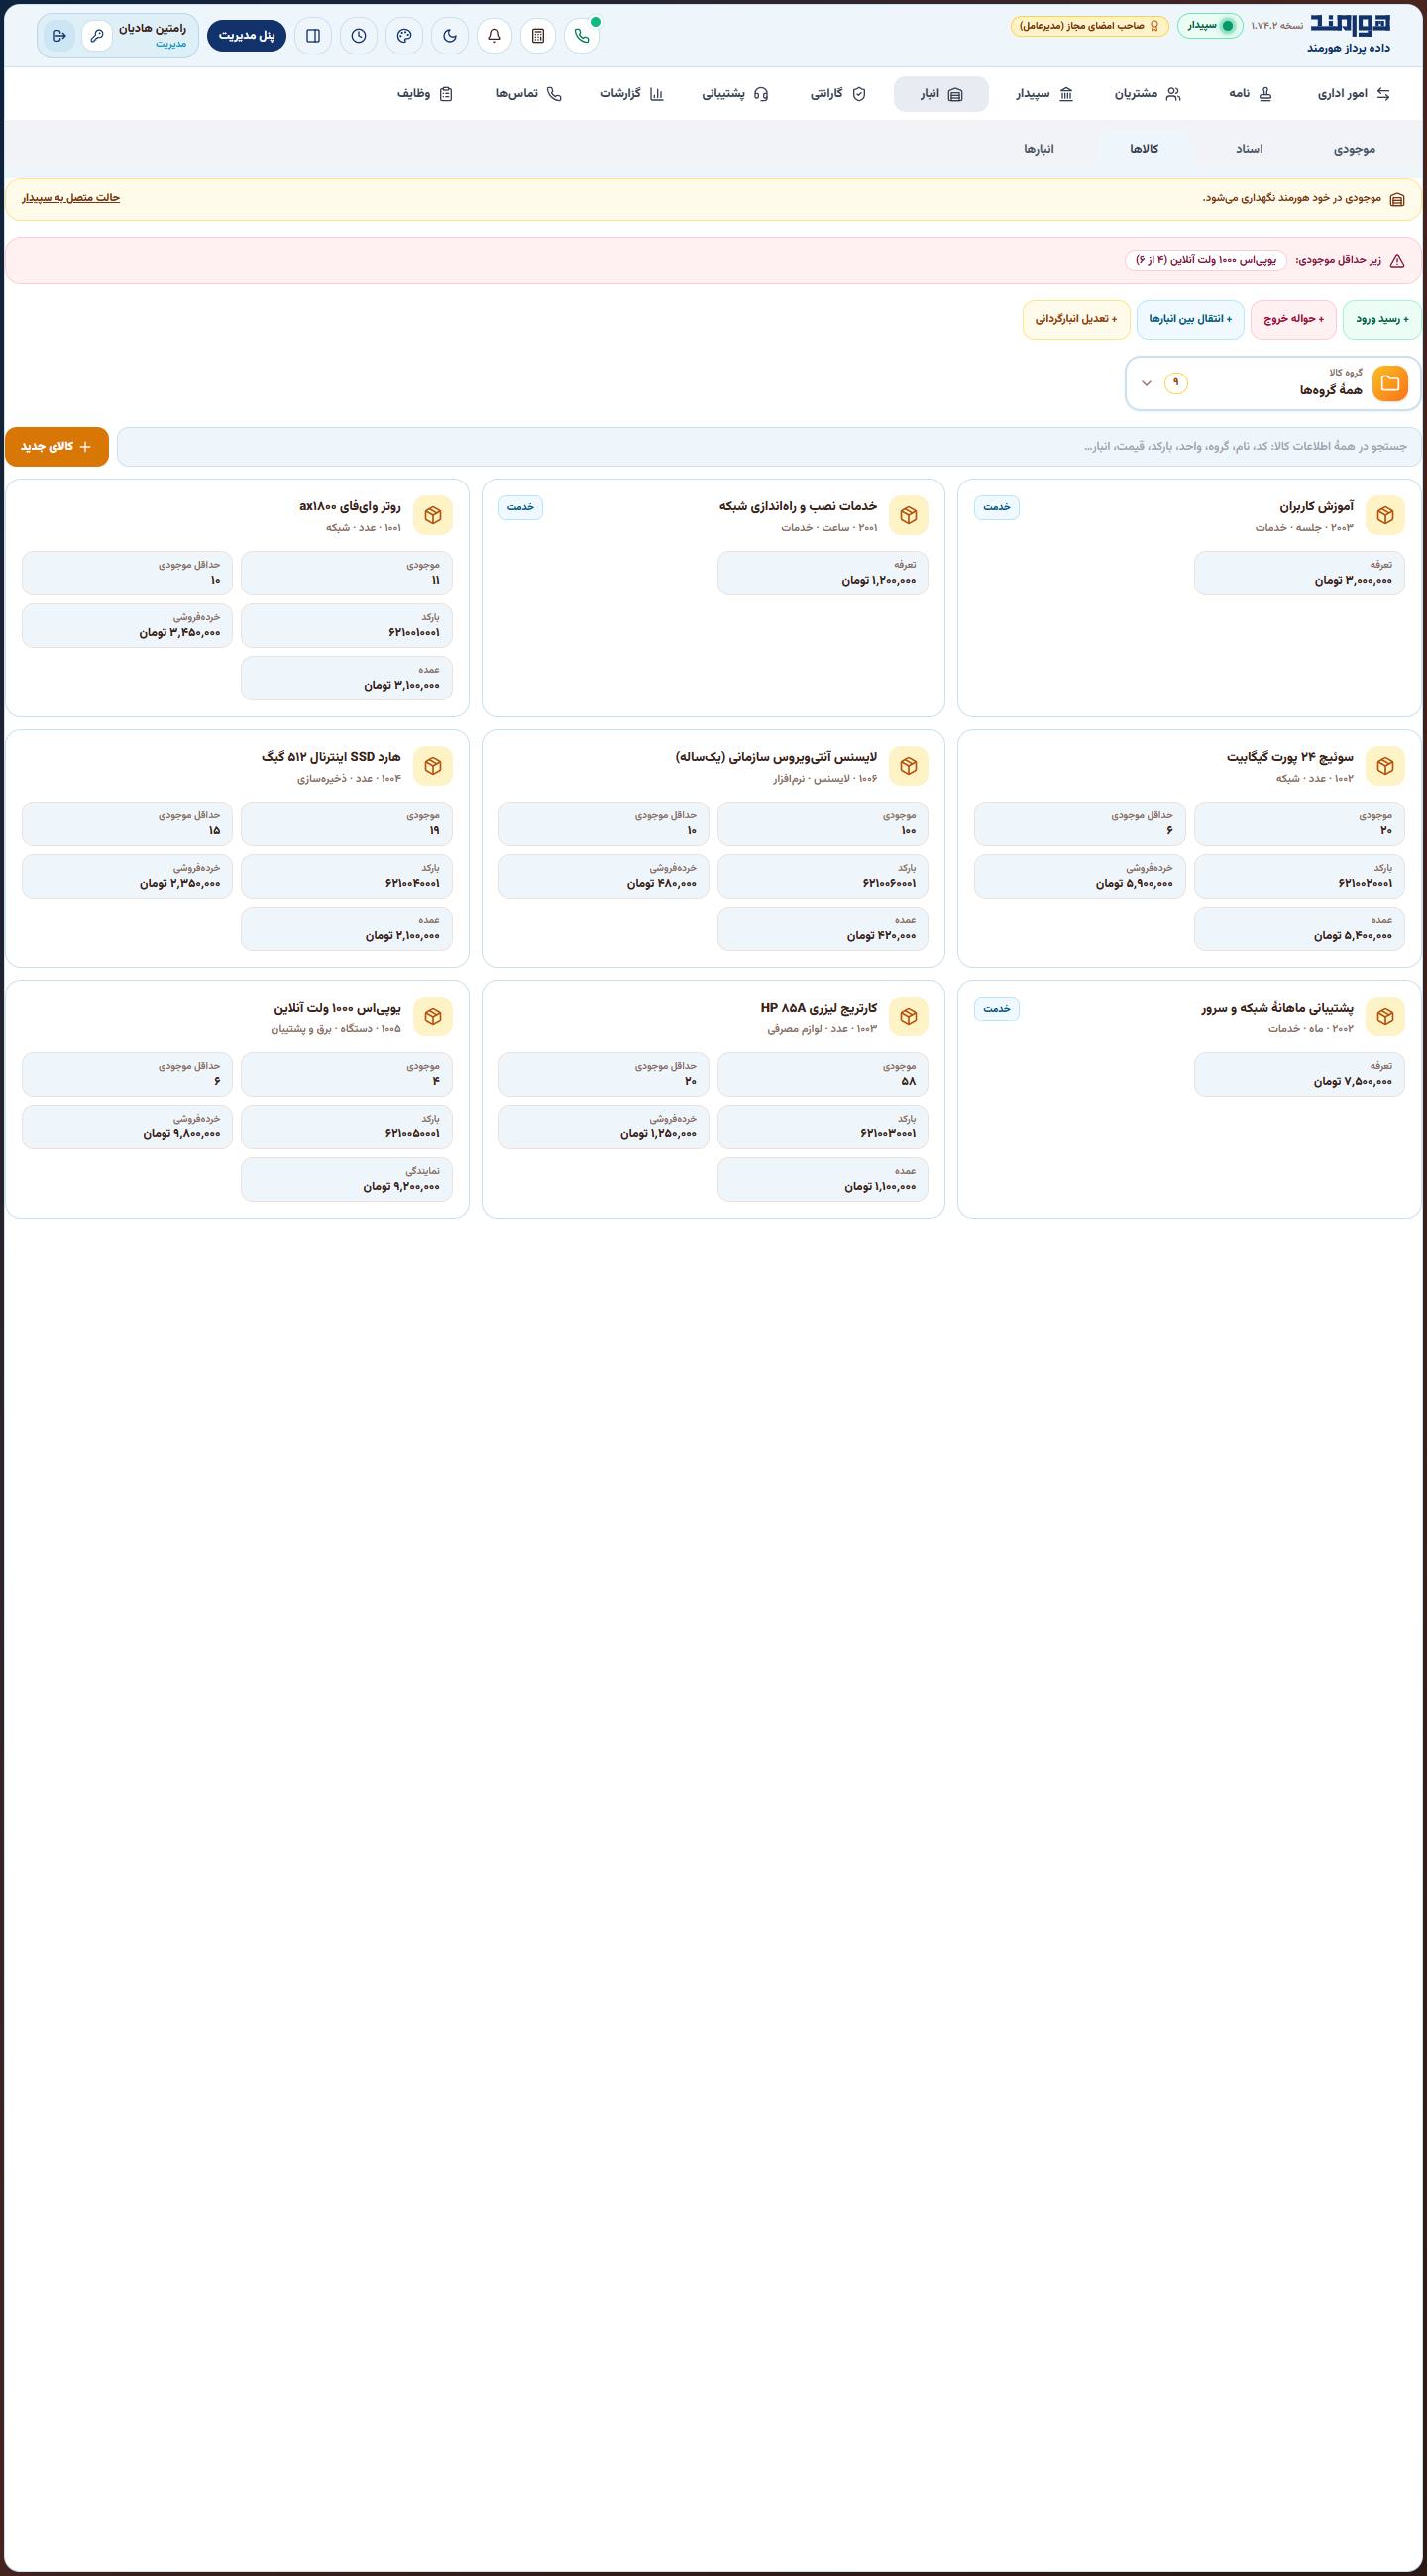 هورمند
نسخه ۱.۷۴.۲
سپیدار
صاحب امضای مجاز (مدیرعامل)
داده پرداز هورمند
پنل مدیریت
رامتین هادیان
مدیریت
امور اداری
نامه
مشتریان
سپیدار
انبار
گارانتی
پشتیبانی
گزارشات
تماس‌ها
وظایف
موجودی
اسناد
کالاها
انبارها
موجودی در خود هورمند نگهداری می‌شود.
حالت متصل به سپیدار
زیر حداقل موجودی: یوپی‌اس ۱۰۰۰ ولت آنلاین (۴ از ۶)
+ رسید ورود
+ حواله خروج
+ انتقال بین انبارها
+ تعدیل انبارگردانی
گروه کالا
همهٔ گروه‌ها
۹
جستجو در همهٔ اطلاعات کالا: کد، نام، گروه، واحد، بارکد، قیمت، انبار...
+ کالای جدید
آموزش کاربران
خدمت
۲۰۰۳ · جلسه · خدمات
تعرفه
۳,۰۰۰,۰۰۰ تومان
خدمات نصب و راه‌اندازی شبکه
خدمت
۲۰۰۱ · ساعت · خدمات
تعرفه
۱,۲۰۰,۰۰۰ تومان
روتر وای‌فای ax۱۸۰۰
۱۰۰۱ · عدد · شبکه
موجودی
۱۱
حداقل موجودی
۱۰
بارکد
۶۲۱۰۰۱۰۰۰۱
خرده‌فروشی
۳,۴۵۰,۰۰۰ تومان
عمده
۳,۱۰۰,۰۰۰ تومان
سوئیچ ۲۴ پورت گیگابیت
۱۰۰۲ · عدد · شبکه
موجودی
۲۰
حداقل موجودی
۶
بارکد
۶۲۱۰۰۲۰۰۰۱
خرده‌فروشی
۵,۹۰۰,۰۰۰ تومان
عمده
۵,۴۰۰,۰۰۰ تومان
لایسنس آنتی‌ویروس سازمانی (یک‌ساله)
۱۰۰۶ · لایسنس · نرم‌افزار
موجودی
۱۰۰
حداقل موجودی
۱۰
بارکد
۶۲۱۰۰۶۰۰۰۱
خرده‌فروشی
۴۸۰,۰۰۰ تومان
عمده
۴۲۰,۰۰۰ تومان
هارد SSD اینترنال ۵۱۲ گیگ
۱۰۰۴ · عدد · ذخیره‌سازی
موجودی
۱۹
حداقل موجودی
۱۵
بارکد
۶۲۱۰۰۴۰۰۰۱
خرده‌فروشی
۲,۳۵۰,۰۰۰ تومان
عمده
۲,۱۰۰,۰۰۰ تومان
پشتیبانی ماهانهٔ شبکه و سرور
خدمت
۲۰۰۲ · ماه · خدمات
تعرفه
۷,۵۰۰,۰۰۰ تومان
کارتریج لیزری HP ۸۵A
۱۰۰۳ · عدد · لوازم مصرفی
موجودی
۵۸
حداقل موجودی
۲۰
بارکد
۶۲۱۰۰۳۰۰۰۱
خرده‌فروشی
۱,۲۵۰,۰۰۰ تومان
عمده
۱,۱۰۰,۰۰۰ تومان
یوپی‌اس ۱۰۰۰ ولت آنلاین
۱۰۰۵ · دستگاه · برق و پشتیبان
موجودی
۴
حداقل موجودی
۶
بارکد
۶۲۱۰۰۵۰۰۰۱
خرده‌فروشی
۹,۸۰۰,۰۰۰ تومان
نمایندگی
۹,۲۰۰,۰۰۰ تومان